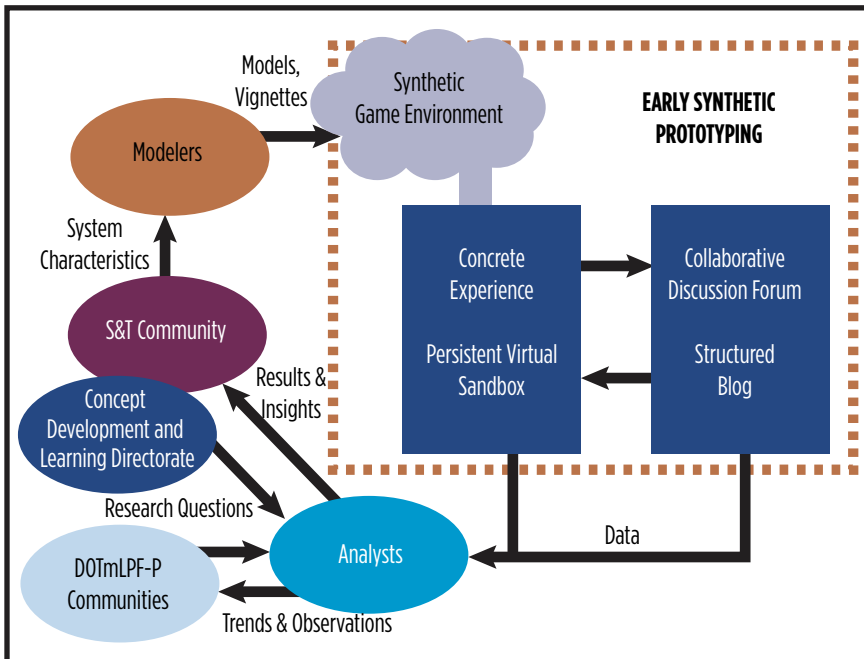 Models,
Vignettes
Synthetic
Game Environment
EARLY SYNTHETIC
PROTOTYPING
Modelers
System
Characteristics
Concrete
Experience
Collaborative
Discussion Forum
S&T Community
Persistent Virtual
Sandbox
Structured
Blog
Results &
Insights
Concept
Development and
Learning Directorate
Research Questions
Data
Analysts
DOTmLPF-P
Communities
Trends & Observations